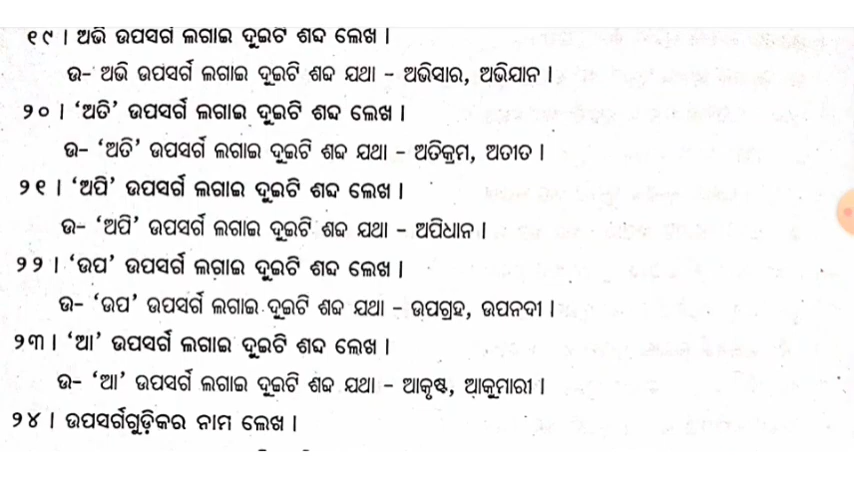 ୧୯ । ଅଭି ଉପସର୍ଗ ଲଗାଇ ଦୁଇଟି ଶବ୍ଦ ଲେଖ ।
ଉ- ଅଭି ଉପସର୍ଗ ଲଗାଇ ଦୁଇଟି ଶବ୍ଦ ଯଥା - ଅଭିସାର, ଅଭିଯାନ ।
୨୦ । ‘ଅତି’ ଉପସର୍ଗ ଲଗାଇ ଦୁଇଟି ଶବ୍ଦ ଲେଖ ।
ଉ- ‘ଅତି’ ଉପସର୍ଗ ଲଗାଇ ଦୁଇଟି ଶବ୍ଦ ଯଥା - ଅତିକ୍ରମ, ଅତୀତ ।
୨୧ । ‘ଅପି’ ଉପସର୍ଗ ଲଗାଇ ଦୁଇଟି ଶବ୍ଦ ଲେଖ ।
ଉ- ‘ଅପି’ ଉପସର୍ଗ ଲଗାଇ ଦୁଇଟି ଶବ୍ଦ ଯଥା - ଅପିଧାନ ।
୨୨ । ‘ଉପ’ ଉପସର୍ଗ ଲଗାଇ ଦୁଇଟି ଶବ୍ଦ ଲେଖ ।
ଉ- ‘ଉପ’ ଉପସର୍ଗ ଲଗାଇ ଦୁଇଟି ଶବ୍ଦ ଯଥା - ଉପଗ୍ରହ, ଉପନଦୀ ।
୨୩ । ‘ଆ’ ଉପସର୍ଗ ଲଗାଇ ଦୁଇଟି ଶବ୍ଦ ଲେଖ ।
ଉ- ‘ଆ’ ଉପସର୍ଗ ଲଗାଇ ଦୁଇଟି ଶବ୍ଦ ଯଥା - ଆକୃଷ୍ଟ, ଆକୁମାରୀ ।
୨୪ । ଉପସର୍ଗଗୁଡ଼ିକର ନାମ ଲେଖ ।